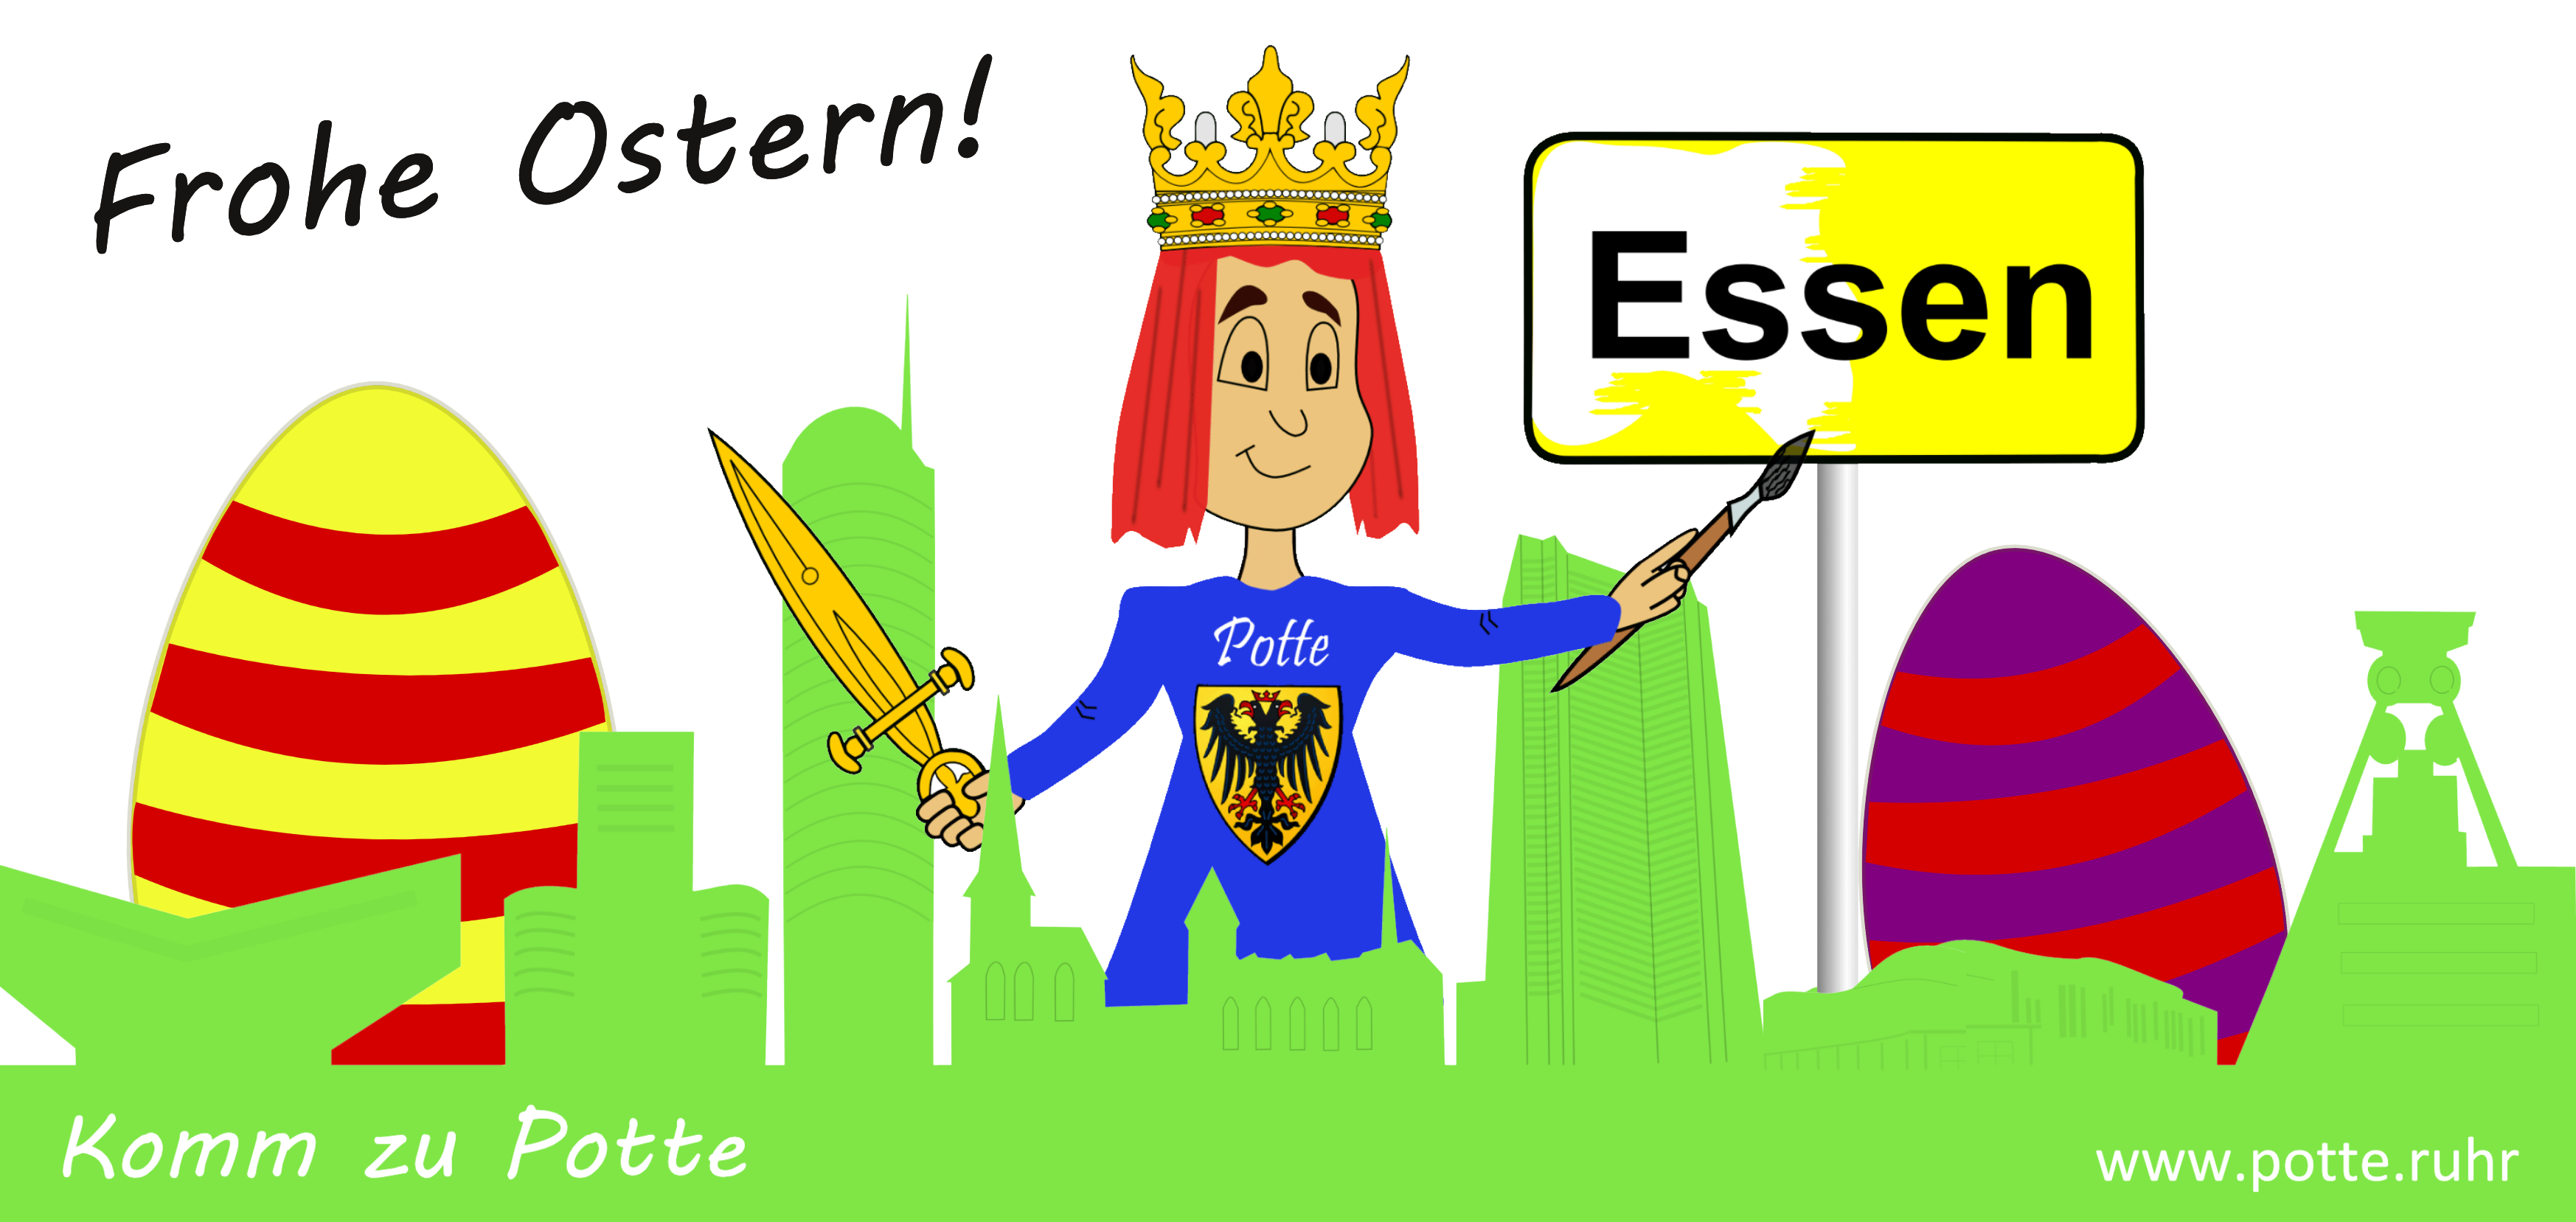 Frohe Ostern!
Essen
Potte
Komm zu Potte
www.potte.ruhr